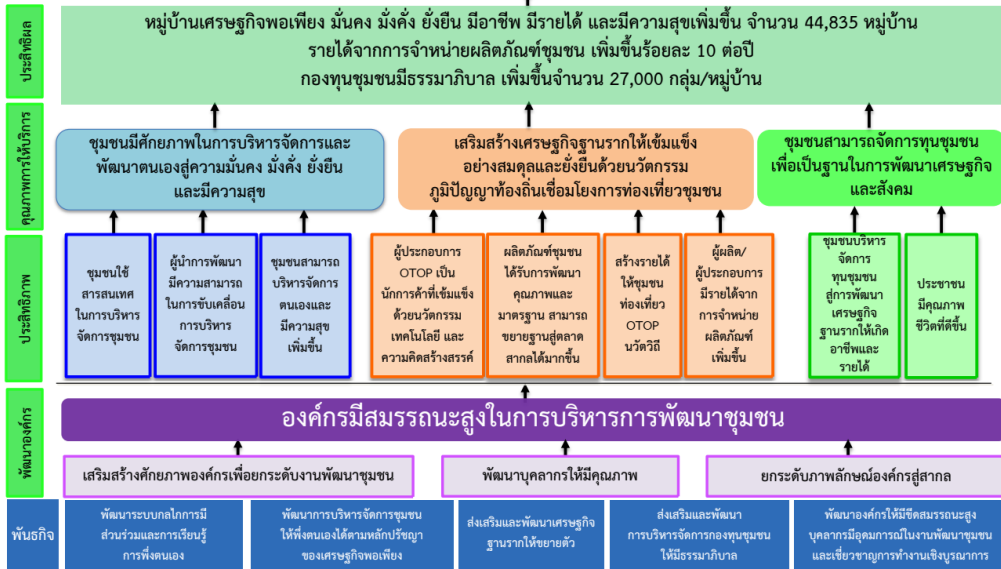 ประสิทธิผล
หมู่บ้านเศรษฐกิจพอเพียง มั่นคง มั่งคั่ง ยั่งยืน มีอาชีพ มีรายได้ และมีความสุขเพิ่มขึ้น จำนวน 44,835 หมู่บ้าน
รายได้จากการจำหน่ายผลิตภัณฑ์ชุมชน เพิ่มขึ้นร้อยละ 10 ต่อปี
กองทุนชุมชนมีธรรมาภิบาล เพิ่มขึ้นจำนวน 27,000 กลุ่ม/หมู่บ้าน
คุณภาพการให้บริการ
ชุมชนมีศักยภาพในการบริหารจัดการและ
พัฒนาตนเองสู่ความมั่นคง มั่งคั่ง ยั่งยืน
และมีความสุข
เสริมสร้างเศรษฐกิจฐานรากให้เข้มแข็ง
อย่างสมดุลและยั่งยืนด้วยนวัตกรรม
ภูมิปัญญาท้องถิ่นเชื่อมโยงการท่องเที่ยวชุมชน
ชุมชนสามารถจัดการทุนชุมชน
เพื่อเป็นฐานในการพัฒนาเศรษฐกิจ
และสังคม
ประสิทธิภาพ
ชุมชนใช้
สารสนเทศ
ในการบริหาร
จัดการชุมชน
ผู้นำการพัฒนา
มีความสามารถ
ในการขับเคลื่อน
การบริหาร
จัดการชุมชน
ชุมชนสามารถ
บริหารจัดการ
ตนเองและ
มีความสุข
เพิ่มขึ้น
ผู้ประกอบการ
OTOP เป็น
นักการค้าที่เข้มแข็ง
ด้วยนวัตกรรม
เทคโนโลยี และ
ความคิดสร้างสรรค์
ผลิตภัณฑ์ชุมชน
ได้รับการพัฒนา
คุณภาพและ
มาตรฐาน สามารถ
ขยายฐานสู่ตลาด
สากลได้มากขึ้น
สร้างรายได้
ให้ชุมชน
ท่องเที่ยว
OTOP
นวัตวิถี
ผู้ผลิต/
ผู้ประกอบการ
มีรายได้จาก
การจำหน่าย
ผลิตภัณฑ์
เพิ่มขึ้น
ชุมชนบริหาร
จัดการ
ทุนชุมชน
สู่การพัฒนา
เศรษฐกิจ
ฐานรากให้เกิด
อาชีพและ
รายได้
ประชาชน
มีคุณภาพ
ชีวิตที่ดีขึ้น
พัฒนาองค์กร
องค์กรมีสมรรถนะสูงในการบริหารการพัฒนาชุมชน
เสริมสร้างศักยภาพองค์กรเพื่อยกระดับงานพัฒนาชุมชน
พัฒนาบุคลากรให้มีคุณภาพ
ยกระดับภาพลักษณ์องค์กรสู่สากล
พันธกิจ
พัฒนาระบบกลไกการมี
ส่วนร่วมและการเรียนรู้
การพึ่งตนเอง
พัฒนาการบริหารจัดการชุมชน
ให้พึ่งตนเองได้ตามหลักปรัชญา
ของเศรษฐกิจพอเพียง
ส่งเสริมและพัฒนาเศรษฐกิจ
ฐานรากให้ขยายตัว
ส่งเสริมและพัฒนา
การบริหารจัดการกองทุนชุมชน
ให้มีธรรมาภิบาล
พัฒนาองค์กรให้มีขีดสมรรถนะสูง
บุคลากรมีอุดมการณ์ในงานพัฒนาชุมชน
และเชี่ยวชาญการทำงานเชิงบูรณาการ